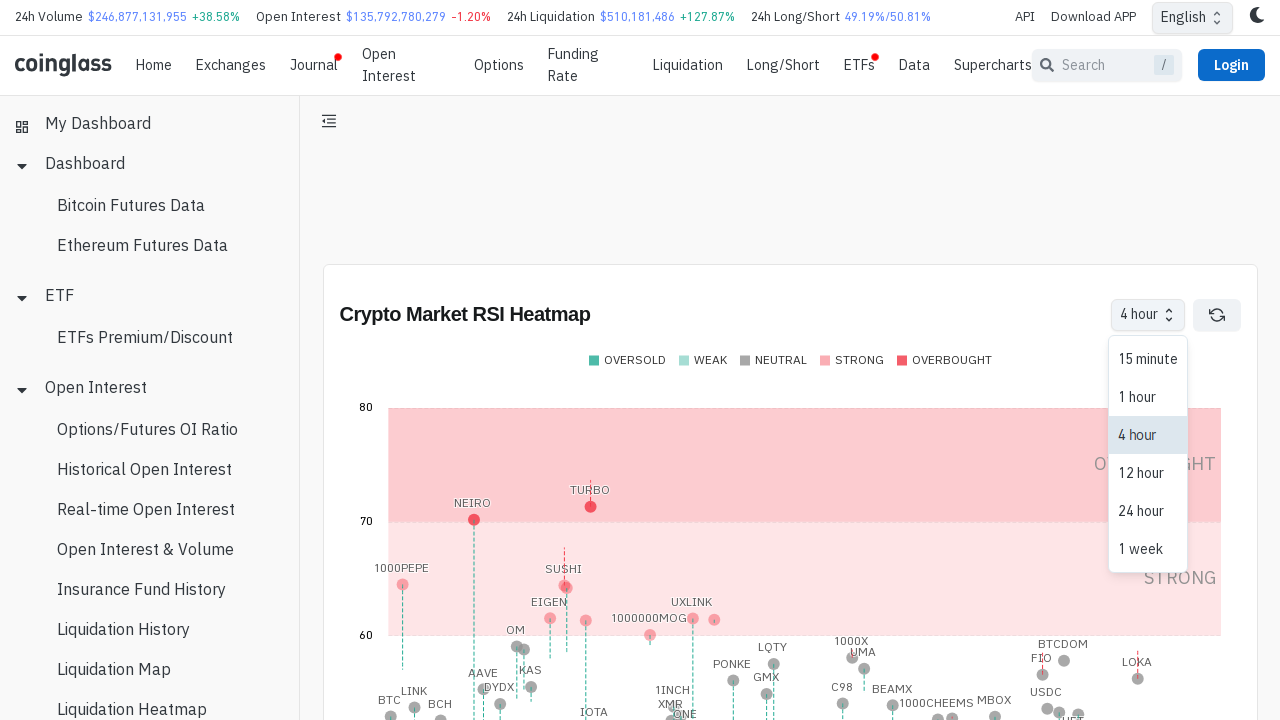 24h Volume $246,877,131,955 +38.58% Open Interest $135,792,780,279 -1.20% 24h Liquidation $510,181,486 +127.87% 24h Long/Short 49.19%/50.81% API Download APP English
coinglass Home Exchanges Journal Open Interest Options Funding Rate Liquidation Long/Short ETFs Data Supercharts Search / Login
My Dashboard
Dashboard
Bitcoin Futures Data
Ethereum Futures Data
ETF
ETFs Premium/Discount
Open Interest
Options/Futures OI Ratio
Historical Open Interest
Real-time Open Interest
Open Interest & Volume
Insurance Fund History
Liquidation History
Liquidation Map
Liquidation Heatmap
Crypto Market RSI Heatmap
4 hour
OVERSOLD WEAK NEUTRAL STRONG OVERBOUGHT
15 minute
1 hour
4 hour
12 hour
24 hour
1 week
80
70
60
STRONG
TURBO
NEIRO
1000PEPE
SUSHI
EIGEN
UXLINK
1000000MOG
OM
LQTY
1000X
UMA
BTCDOM
FIO
LOKA
PONKE
KAS
AAVE
GMX
DYDX
C98
BEAMX
LINK
1INCH
USDC
BTC
BCH
XMR
1000CHEEMS
MBOX
IOTA
ONE